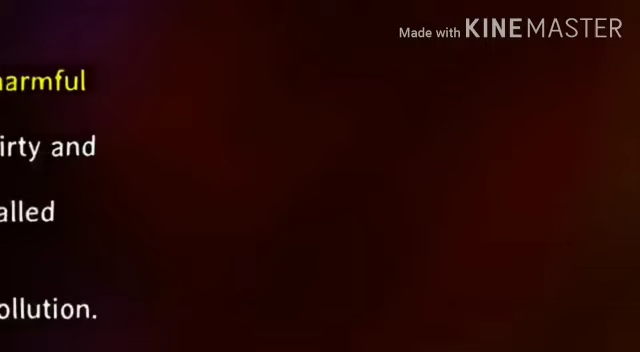 Made with KINEMASTER
harmful
irty and
alled
ollution.